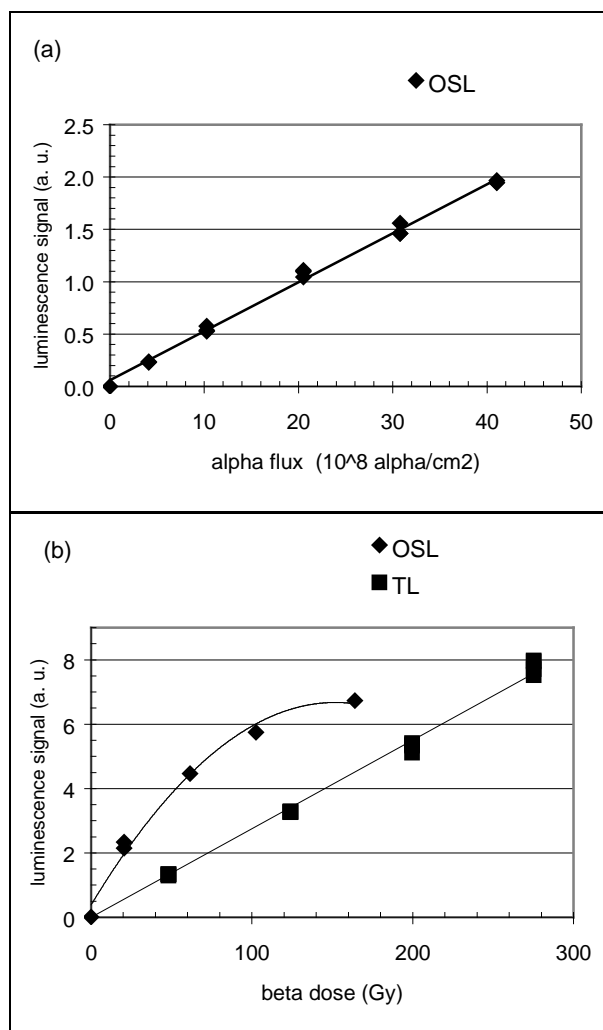 (a)
OSL
2.5
2.0
1.5
1.0
0.5
0.0
luminescence signal (a. u.)
0 10 20 30 40 50
alpha flux (10^8 alpha/cm2)
(b)
OSL
TL
8
6
4
2
0
luminescence signal (a. u.)
0 100 200 300
beta dose (Gy)